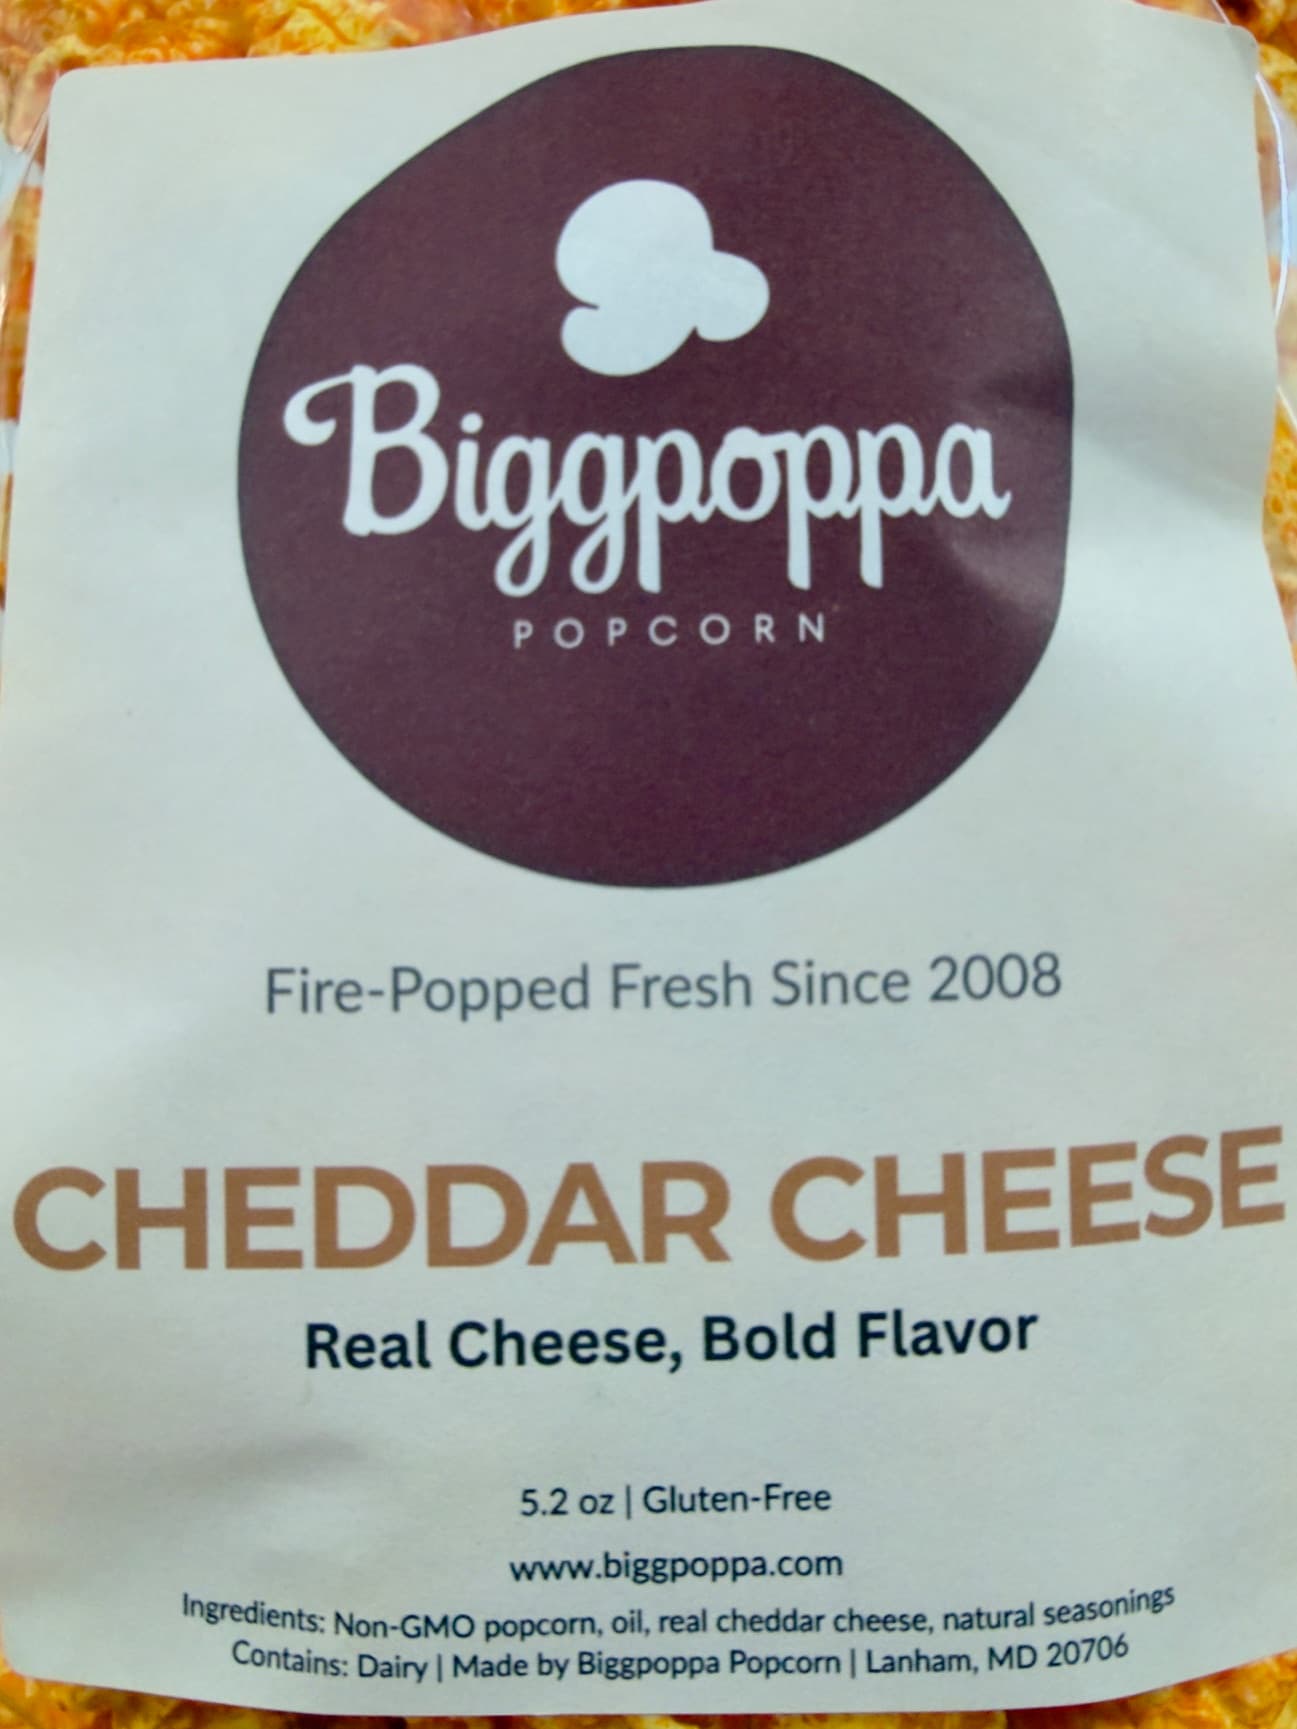 Biggpoppa
POPCORN
Fire-Popped Fresh Since 2008
CHEDDAR CHEESE
Real Cheese, Bold Flavor
5.2 oz | Gluten-Free
www.biggpoppa.com
Ingredients: Non-GMO popcorn, oil, real cheddar cheese, natural seasonings
Contains: Dairy | Made by Biggpoppa Popcorn | Lanham, MD 20706